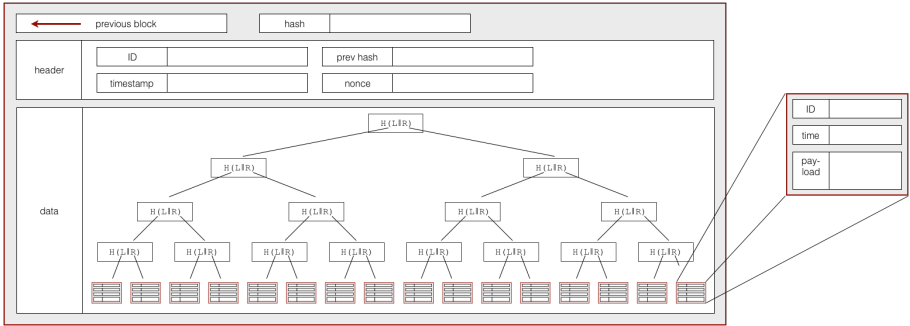 previous block hash
header ID prev hash
timestamp nonce
data
H(L∥R)
H(L∥R) H(L∥R)
H(L∥R) H(L∥R) H(L∥R) H(L∥R)
H(L∥R) H(L∥R) H(L∥R) H(L∥R) H(L∥R) H(L∥R) H(L∥R) H(L∥R)
ID
time
pay-
load